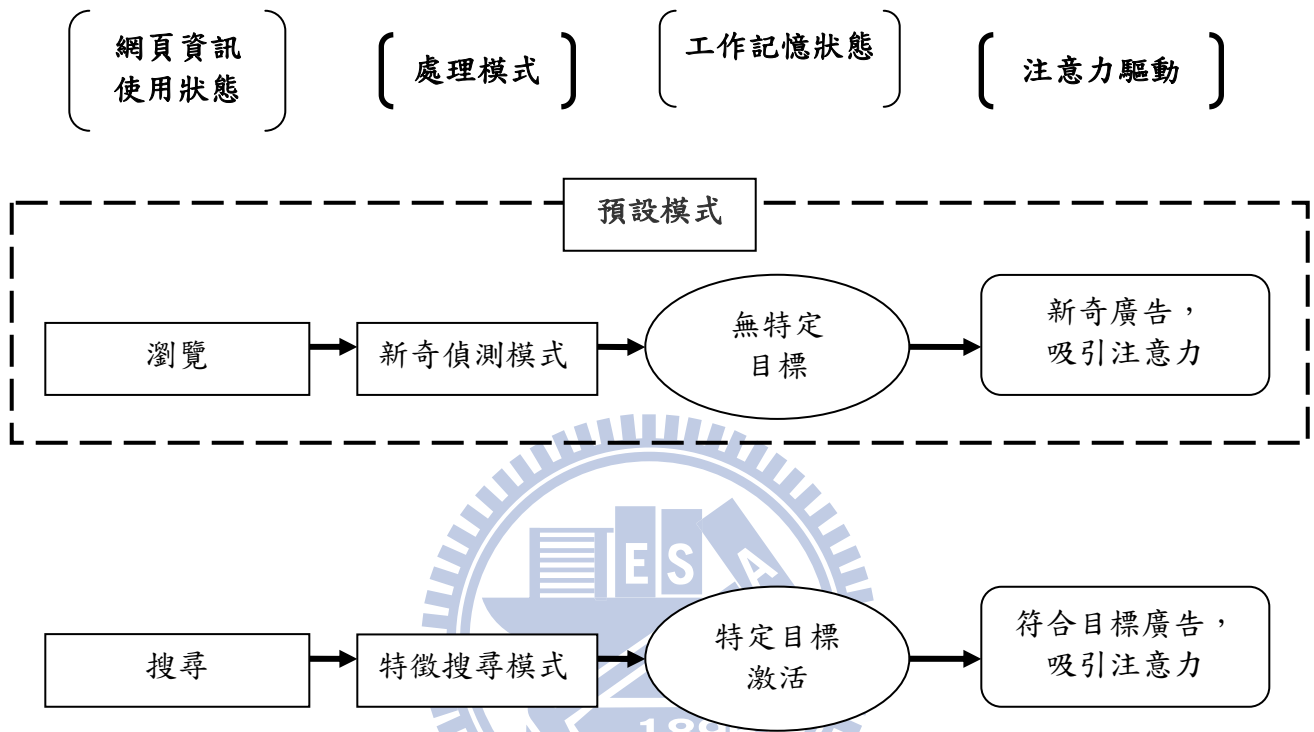 網頁資訊
使用狀態
處理模式
工作記憶狀態
注意力驅動
預設模式
瀏覽
新奇偵測模式
無特定
目標
新奇廣告，
吸引注意力
E S A
搜尋
特徵搜尋模式
特定目標
激活
符合目標廣告，
吸引注意力